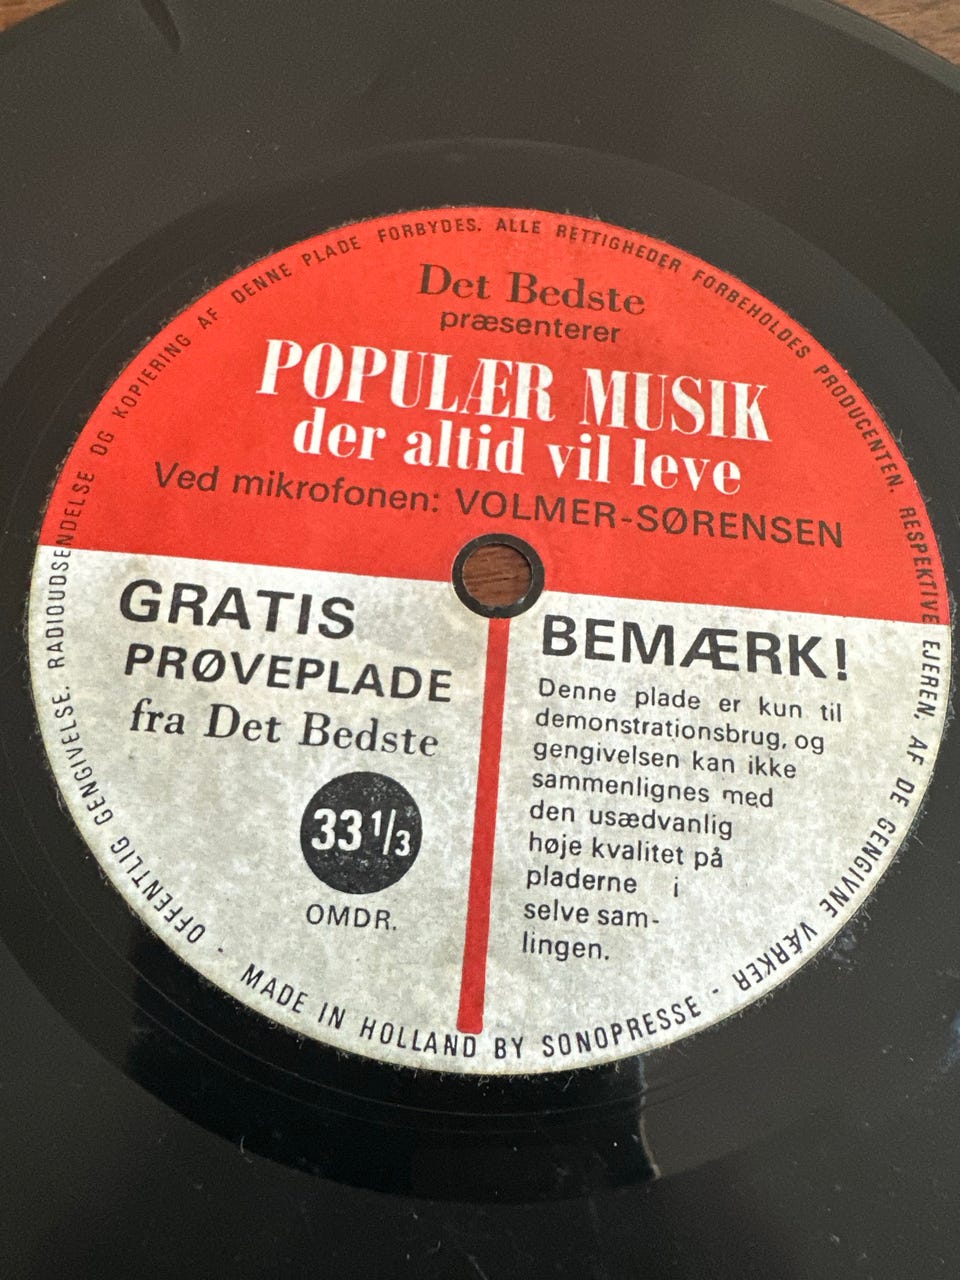 Det Bedste
præsenterer
POPULÆR MUSIK
der altid vil leve
Ved mikrofonen: VOLMER-SØRENSEN
GRATIS
PRØVEPLADE
fra Det Bedste
33 1/3
OMDR.
BEMÆRK!
Denne plade er kun til
demonstrationsbrug, og
gengivelsen kan ikke
sammenlignes med
den usædvanlig
høje kvalitet på
pladerne i
selve sam-
lingen.
OFFENTLIG GENGIVELSE. RADIOUDSENDELSE OG KOPIERING AF DENNE PLADE FORBYDES. ALLE RETTIGHEDER FORBEHOLDES PRODUCENTEN. RESPEKTIVE EJEREN, AF DE GENGIVNE VÆRKER
- MADE IN HOLLAND BY SONOPRESSE -